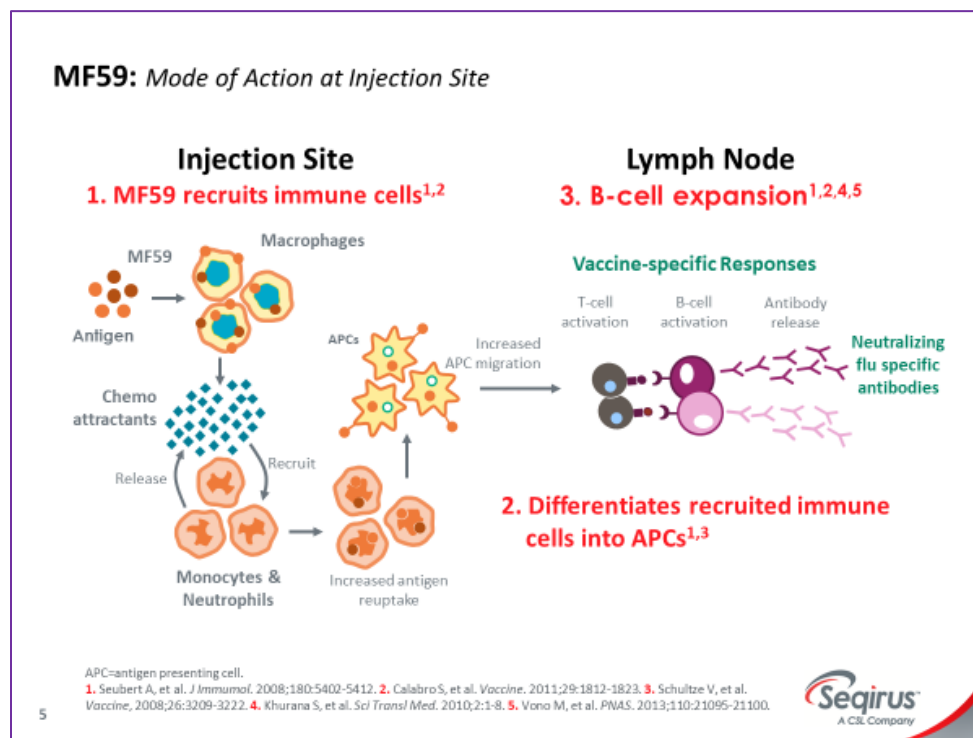 MF59: Mode of Action at Injection Site
Injection Site
1. MF59 recruits immune cells1,2
MF59
Antigen
Macrophages
Chemo
attractants
Release
Recruit
Monocytes &
Neutrophils
Increased antigen
reuptake
APCs
Increased
APC migration
Lymph Node
3. B-cell expansion1,2,4,5
Vaccine-specific Responses
T-cell
activation
B-cell
activation
Antibody
release
Neutralizing
flu specific
antibodies
2. Differentiates recruited immune
cells into APCs1,3
APC=antigen presenting cell.
1. Seubert A, et al. J Immumol. 2008;180:5402-5412. 2. Calabro S, et al. Vaccine. 2011;29:1812-1823. 3. Schultze V, et al.
Vaccine, 2008;26:3209-3222. 4. Khurana S, et al. Sci Transl Med. 2010;2:1-8. 5. Vono M, et al. PNAS. 2013;110:21095-21100.
5
Seqirus
A CSL Company